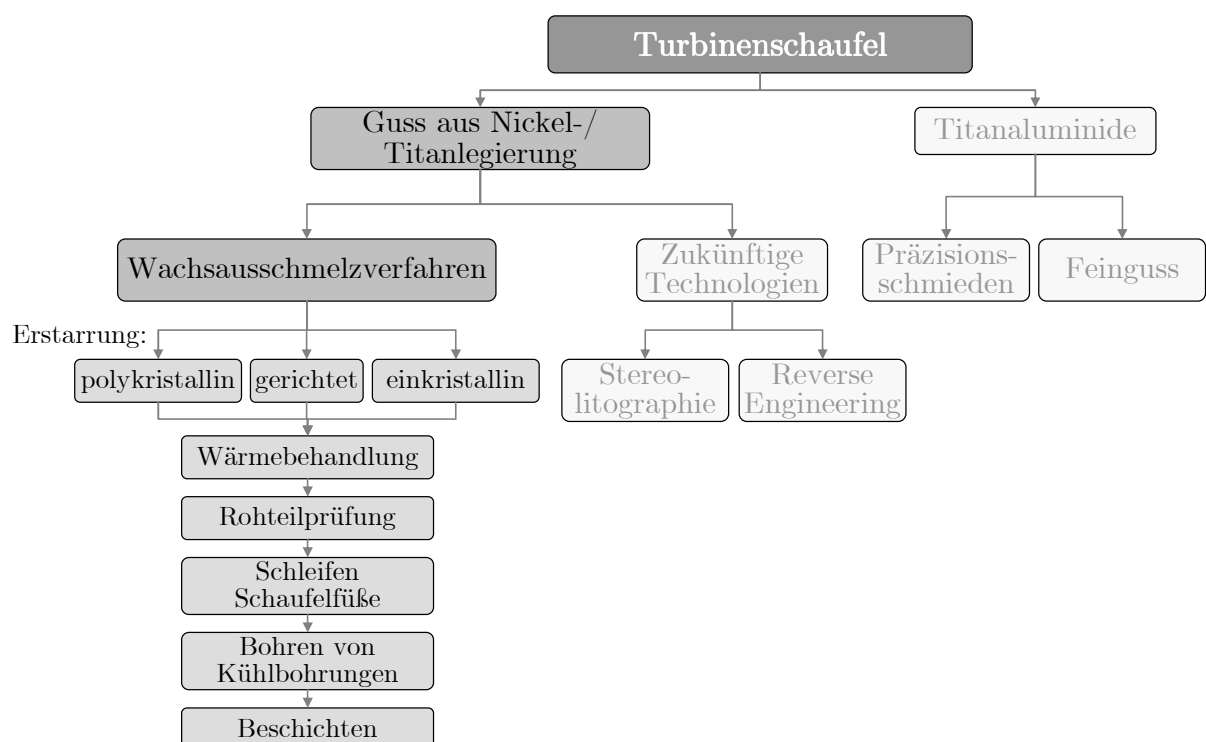 Turbinenschaufel
Guss aus Nickel-/
Titanlegierung
Titanaluminide
Wachsausschmelzverfahren
Zukünftige
Technologien
Präzisions-
schmieden
Feinguss
Erstarrung:
polykristallin
gerichtet
einkristallin
Stereo-
litographie
Reverse
Engineering
Wärmebehandlung
Rohteilprüfung
Schleifen
Schaufelfüße
Bohren von
Kühlbohrungen
Beschichten